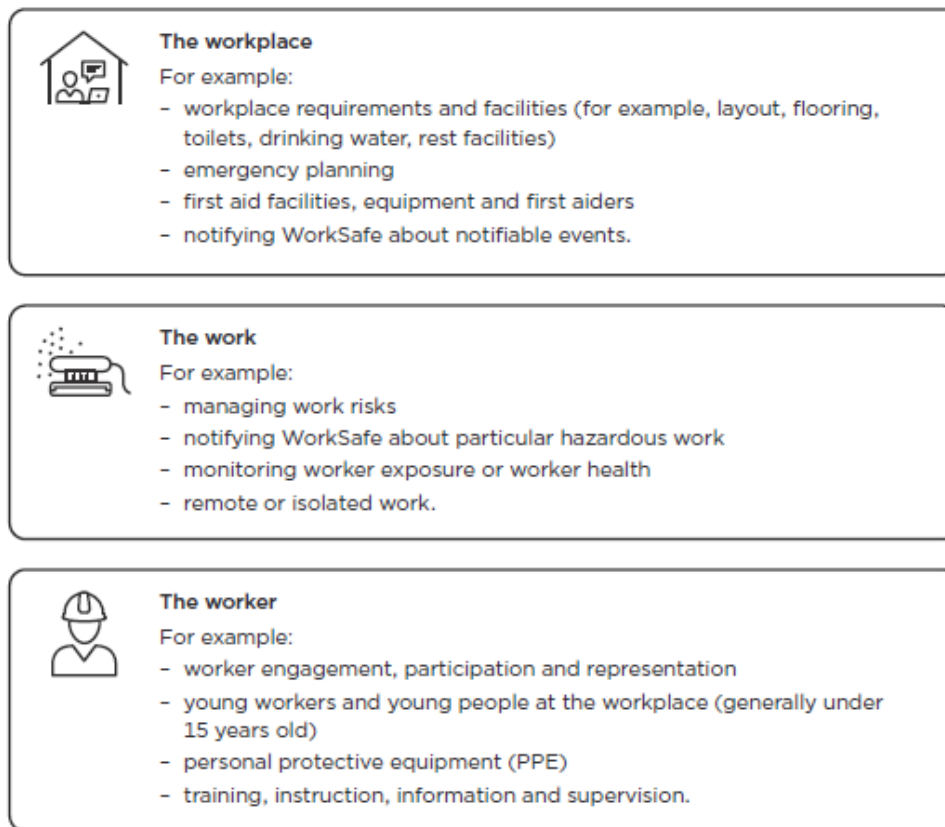 The workplace
For example:
– workplace requirements and facilities (for example, layout, flooring,
toilets, drinking water, rest facilities)
– emergency planning
– first aid facilities, equipment and first aiders
– notifying WorkSafe about notifiable events.
The work
For example:
– managing work risks
– notifying WorkSafe about particular hazardous work
– monitoring worker exposure or worker health
– remote or isolated work.
The worker
For example:
– worker engagement, participation and representation
– young workers and young people at the workplace (generally under
15 years old)
– personal protective equipment (PPE)
– training, instruction, information and supervision.